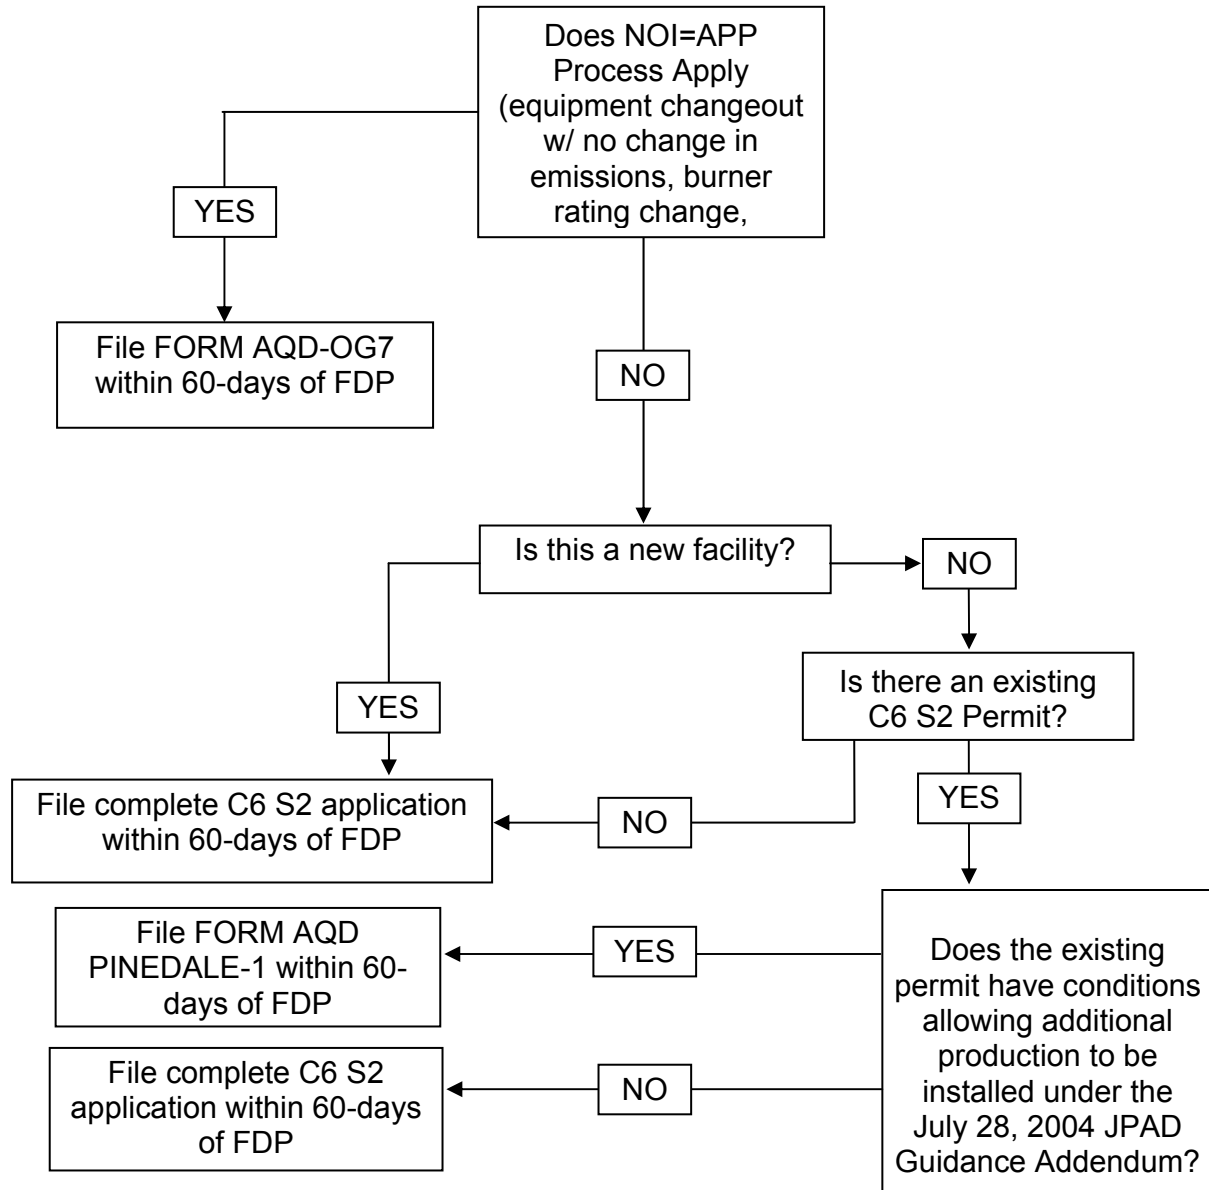 Does NOI=APP
Process Apply
(equipment changeout
w/ no change in
emissions, burner
rating change,
YES
File FORM AQD-OG7
within 60-days of FDP
NO
Is this a new facility?
NO
YES
Is there an existing
C6 S2 Permit?
YES
NO
File complete C6 S2 application
within 60-days of FDP
File FORM AQD
PINEDALE-1 within 60-
days of FDP
YES
Does the existing
permit have conditions
allowing additional
production to be
installed under the
July 28, 2004 JPAD
Guidance Addendum?
NO
File complete C6 S2
application within 60-days
of FDP